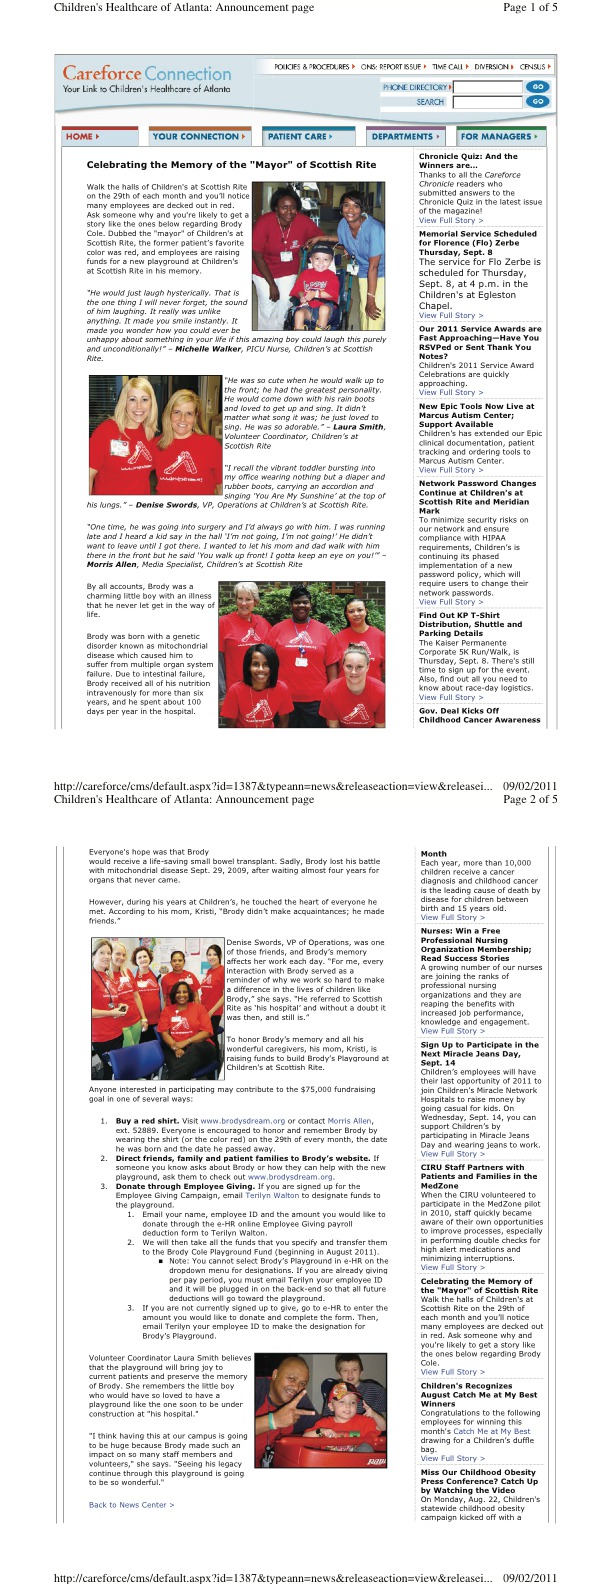 Children's Healthcare of Atlanta: Announcement page Page 1 of 5
Careforce Connection
Your Link to Children's Healthcare of Atlanta
POLICIES & PROCEDURES ONS: REPORT ISSUE TIME CALL DIVERSION CENSUS
PHONE DIRECTORY GO
SEARCH GO
HOME YOUR CONNECTION PATIENT CARE DEPARTMENTS FOR MANAGERS
Celebrating the Memory of the "Mayor" of Scottish Rite
Walk the halls of Children's at Scottish Rite
on the 29th of each month and you'll notice
many employees are decked out in red.
Ask someone why and you're likely to get a
story like the ones below regarding Brody
Cole. Dubbed the "mayor" of Children's at
Scottish Rite, the former patient's favorite
color was red, and employees are raising
funds for a new playground at Children's
at Scottish Rite in his memory.
"He would just laugh hysterically. That is
the one thing I will never forget, the sound
of him laughing. It really was unlike
anything. It made you smile instantly. It
made you wonder how you could ever be
unhappy about something in your life if this amazing boy could laugh this purely
and unconditionally!" – Michelle Walker, PICU Nurse, Children's at Scottish
Rite.
"He was so cute when he would walk up to
the front; he had the greatest personality.
He would come down with his rain boots
and loved to get up and sing. It didn't
matter what song it was; he just loved to
sing. He was so adorable." – Laura Smith,
Volunteer Coordinator, Children's at
Scottish Rite
"I recall the vibrant toddler bursting into
my office wearing nothing but a diaper and
rubber boots, carrying an accordion and
singing 'You Are My Sunshine' at the top of
his lungs." – Denise Swords, VP, Operations at Children's at Scottish Rite.
"One time, he was going into surgery and I'd always go with him. I was running
late and I heard a kid say in the hall 'I'm not going, I'm not going!' He didn't
want to leave until I got there. I wanted to let his mom and dad walk with him
there in the front but he said 'You walk up front! I gotta keep an eye on you!'" –
Morris Allen, Media Specialist, Children's at Scottish Rite
By all accounts, Brody was a
charming little boy with an illness
that he never let get in the way of
life.
Brody was born with a genetic
disorder known as mitochondrial
disease which caused him to
suffer from multiple organ system
failure. Due to intestinal failure,
Brody received all of his nutrition
intravenously for more than six
years, and he spent about 100
days per year in the hospital.
Chronicle Quiz: And the
Winners are…
Thanks to all the Careforce
Chronicle readers who
submitted answers to the
Chronicle Quiz in the latest issue
of the magazine!
View Full Story >
Memorial Service Scheduled
for Florence (Flo) Zerbe
Thursday, Sept. 8
The service for Flo Zerbe is
scheduled for Thursday,
Sept. 8, at 4 p.m. in the
Children's at Egleston
Chapel.
View Full Story >
Our 2011 Service Awards are
Fast Approaching—Have You
RSVPed or Sent Thank You
Notes?
Children's 2011 Service Award
Celebrations are quickly
approaching.
View Full Story >
New Epic Tools Now Live at
Marcus Autism Center;
Support Available
Children's has extended our Epic
clinical documentation, patient
tracking and ordering tools to
Marcus Autism Center.
View Full Story >
Network Password Changes
Continue at Children's at
Scottish Rite and Meridian
Mark
To minimize security risks on
our network and ensure
compliance with HIPAA
requirements, Children's is
continuing its phased
implementation of a new
password policy, which will
require users to change their
network passwords.
View Full Story >
Find Out KP T-Shirt
Distribution, Shuttle and
Parking Details
The Kaiser Permanente
Corporate 5K Run/Walk, is
Thursday, Sept. 8. There's still
time to sign up for the event.
Also, find out all you need to
know about race-day logistics.
View Full Story >
Gov. Deal Kicks Off
Childhood Cancer Awareness
http://careforce/cms/default.aspx?id=1387&typeann=news&releaseaction=view&releasei... 09/02/2011
Children's Healthcare of Atlanta: Announcement page Page 2 of 5
Everyone's hope was that Brody
would receive a life-saving small bowel transplant. Sadly, Brody lost his battle
with mitochondrial disease Sept. 29, 2009, after waiting almost four years for
organs that never came.
However, during his years at Children's, he touched the heart of everyone he
met. According to his mom, Kristi, "Brody didn't make acquaintances; he made
friends."
Denise Swords, VP of Operations, was one
of those friends, and Brody's memory
affects her work each day. "For me, every
interaction with Brody served as a
reminder of why we work so hard to make
a difference in the lives of children like
Brody," she says. "He referred to Scottish
Rite as 'his hospital' and without a doubt it
was then, and still is."
To honor Brody's memory and all his
wonderful caregivers, his mom, Kristi, is
raising funds to build Brody's Playground at
Children's at Scottish Rite.
Anyone interested in participating may contribute to the $75,000 fundraising
goal in one of several ways:
1. Buy a red shirt. Visit www.brodysdream.org or contact Morris Allen,
ext. 52889. Everyone is encouraged to honor and remember Brody by
wearing the shirt (or the color red) on the 29th of every month, the date
he was born and the date he passed away.
2. Direct friends, family and patient families to Brody's website. If
someone you know asks about Brody or how they can help with the new
playground, ask them to check out www.brodysdream.org.
3. Donate through Employee Giving. If you are signed up for the
Employee Giving Campaign, email Terilyn Walton to designate funds to
the playground.
1. Email your name, employee ID and the amount you would like to
donate through the e-HR online Employee Giving payroll
deduction form to Terilyn Walton.
2. We will then take all the funds that you specify and transfer them
to the Brody Cole Playground Fund (beginning in August 2011).
■ Note: You cannot select Brody's Playground in e-HR on the
dropdown menu for designations. If you are already giving
per pay period, you must email Terilyn your employee ID
and it will be plugged in on the back-end so that all future
deductions will go toward the playground.
3. If you are not currently signed up to give, go to e-HR to enter the
amount you would like to donate and complete the form. Then,
email Terilyn your employee ID to make the designation for
Brody's Playground.
Volunteer Coordinator Laura Smith believes
that the playground will bring joy to
current patients and preserve the memory
of Brody. She remembers the little boy
who would have so loved to have a
playground like the one soon to be under
construction at "his hospital."
"I think having this at our campus is going
to be huge because Brody made such an
impact on so many staff members and
volunteers," she says. "Seeing his legacy
continue through this playground is going
to be so wonderful."
Back to News Center >
Month
Each year, more than 10,000
children receive a cancer
diagnosis and childhood cancer
is the leading cause of death by
disease for children between
birth and 15 years old.
View Full Story >
Nurses: Win a Free
Professional Nursing
Organization Membership;
Read Success Stories
A growing number of our nurses
are joining the ranks of
professional nursing
organizations and they are
reaping the benefits with
increased job performance,
knowledge and engagement.
View Full Story >
Sign Up to Participate in the
Next Miracle Jeans Day,
Sept. 14
Children's employees will have
their last opportunity of 2011 to
join Children's Miracle Network
Hospitals to raise money by
going casual for kids. On
Wednesday, Sept. 14, you can
support Children's by
participating in Miracle Jeans
Day and wearing jeans to work.
View Full Story >
CIRU Staff Partners with
Patients and Families in the
MedZone
When the CIRU volunteered to
participate in the MedZone pilot
in 2010, staff quickly became
aware of their own opportunities
to improve processes, especially
in performing double checks for
high alert medications and
minimizing interruptions.
View Full Story >
Celebrating the Memory of
the "Mayor" of Scottish Rite
Walk the halls of Children's at
Scottish Rite on the 29th of
each month and you'll notice
many employees are decked out
in red. Ask someone why and
you're likely to get a story like
the ones below regarding Brody
Cole.
View Full Story >
Children's Recognizes
August Catch Me at My Best
Winners
Congratulations to the following
employees for winning this
month's Catch Me at My Best
drawing for a Children's duffle
bag.
View Full Story >
Miss Our Childhood Obesity
Press Conference? Catch Up
by Watching the Video
On Monday, Aug. 22, Children's
statewide childhood obesity
campaign kicked off with a
http://careforce/cms/default.aspx?id=1387&typeann=news&releaseaction=view&releasei... 09/02/2011